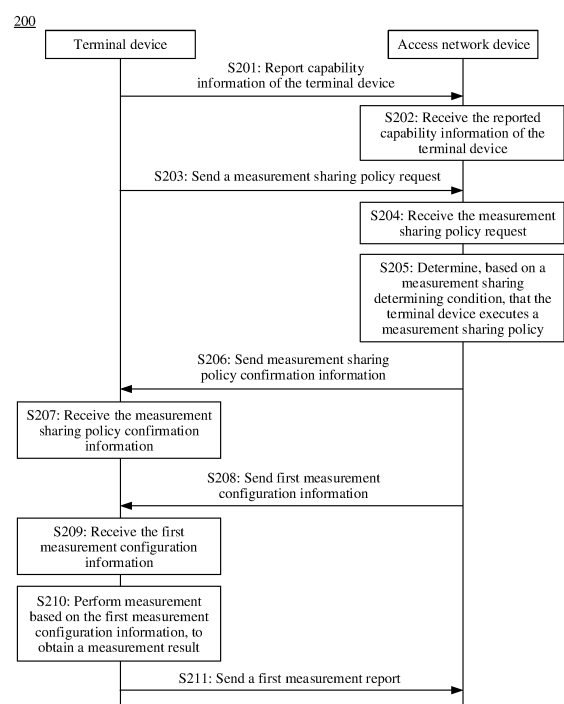 200
Terminal device
Access network device
S201: Report capability
information of the terminal device
S202: Receive the reported
capability information of the
terminal device
S203: Send a measurement sharing policy request
S204: Receive the measurement
sharing policy request
S205: Determine, based on a
measurement sharing
determining condition, that the
terminal device executes a
measurement sharing policy
S206: Send measurement sharing
policy confirmation information
S207: Receive the measurement
sharing policy confirmation
information
S208: Send first measurement
configuration information
S209: Receive the first
measurement configuration
information
S210: Perform measurement
based on the first measurement
configuration information, to
obtain a measurement result
S211: Send a first measurement report